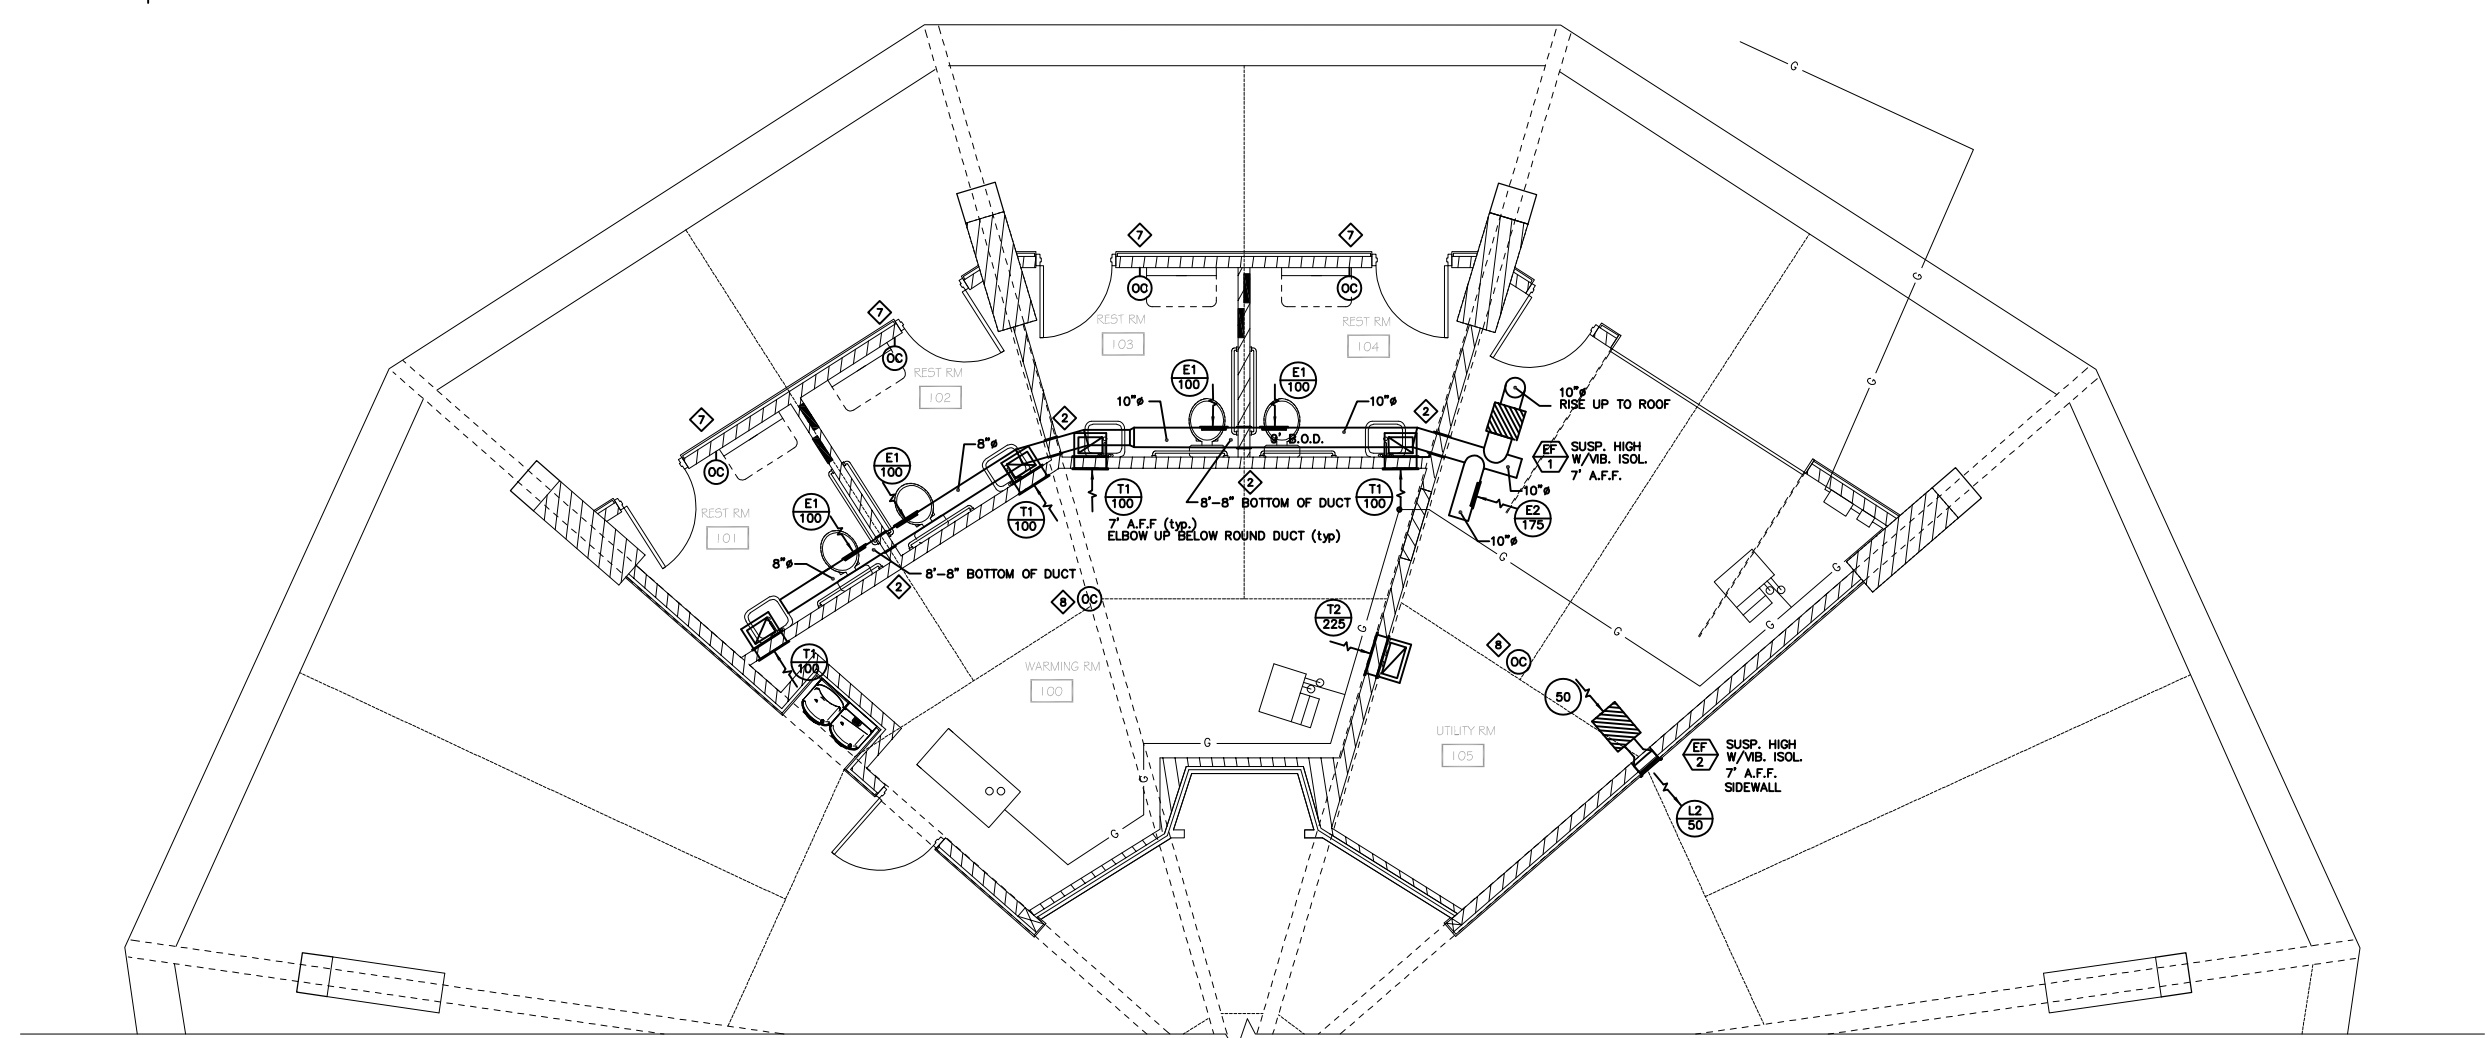 G
7
7
OC
OC
REST RM
103
REST RM
104
G
7
OC
REST RM
102
E1
100
E1
100
10"ø
10"ø
9' B.O.D.
2
2
10"ø
RISE UP TO ROOF
G
EF
1
SUSP. HIGH
W/VIB. ISOL.
7' A.F.F.
7
OC
8"ø
E1
100
REST RM
101
E1
100
8"ø
8'-8" BOTTOM OF DUCT
2
T1
100
T1
100
7' A.F.F (typ.)
ELBOW UP BELOW ROUND DUCT (typ)
8'-8" BOTTOM OF DUCT
2
T1
100
10"ø
E2
175
10"ø
G
G
8
OC
T2
225
G
G
G
T1
100
WARMING RM
100
8
OC
50
UTILITY RM
105
G
G
G
EF
2
SUSP. HIGH
W/VIB. ISOL.
7' A.F.F.
SIDEWALL
L2
50